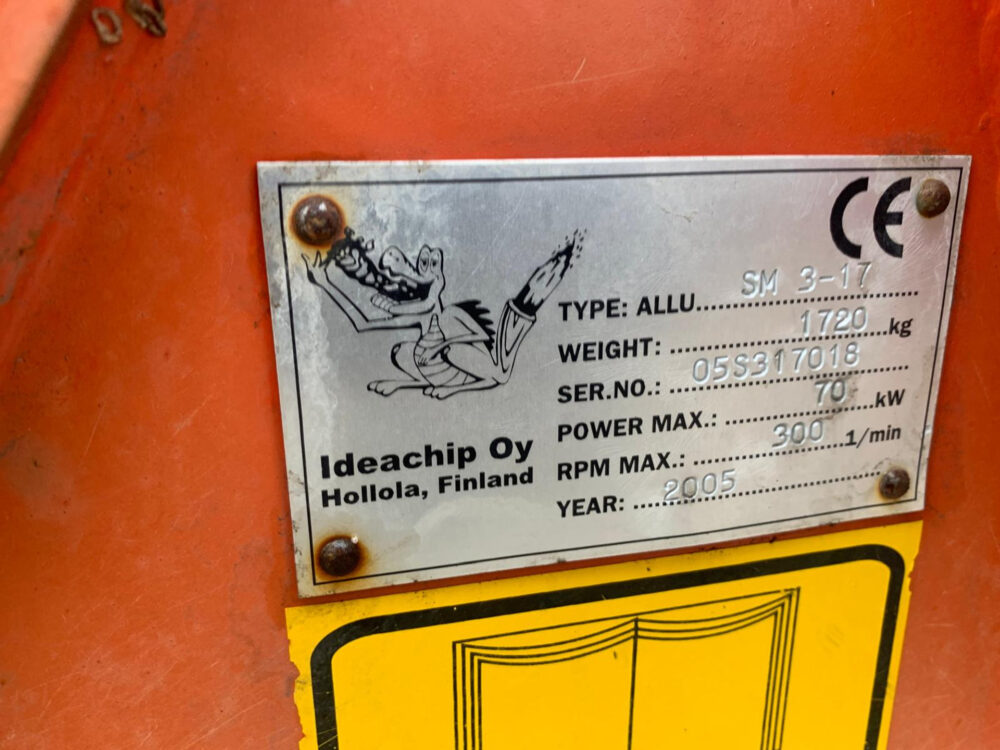 CE
TYPE: ALLU SM 3-17
WEIGHT: 1720 kg
SER.NO.: 05S317018
POWER MAX.: 70 kW
RPM MAX.: 300 1/min
YEAR: 2005
Ideachip Oy
Hollola, Finland